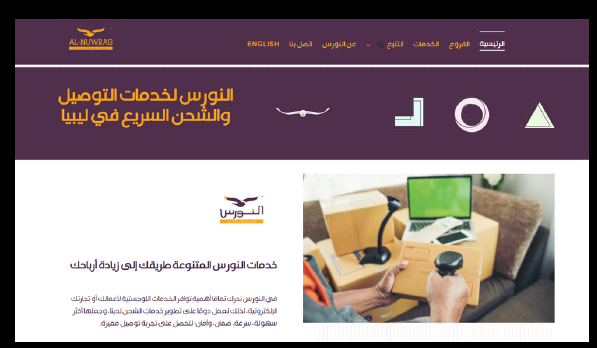 AL-NUWRAS
الرئيسية
الفروع
الخدمات
التتبع
عن النورس
اتصل بنا
ENGLISH
النورس لخدمات التوصيل
والشحن السريع في ليبيا
النورس
خدمات النورس المتنوعة طريقك إلى زيادة أرباحك
في النورس ندرك تمامًا أهمية توافر الخدمات اللوجستية لأعمالك أو تجارتك
الإلكترونية، لذلك نعمل دومًا على تطوير خدمات الشحن لدينا، وجعلها أكثر
سهولة، سرعة، ضمان، وأمان؛ لتحصل على تجربة توصيل مميزة.